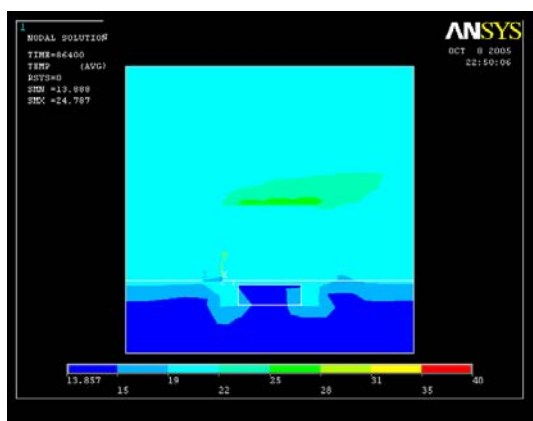 1
NODAL SOLUTION
TIME=86400
TEMP (AVG)
RSYS=0
SMN =13.888
SMX =24.787
ANSYS
OCT 8 2005
22:50:06
13.857 19 25 31 40
15 22 28 35